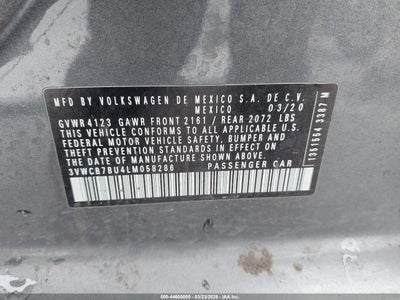 MFD BY VOLKSWAGEN DE MEXICO S.A. DE C.V.
MEXICO 03/20
GVWR 4123 GAWR FRONT 2161 / REAR 2072 LBS
THIS VEHICLE CONFORMS TO ALL APPLICABLE U.S.
FEDERAL MOTOR VEHICLE SAFETY, BUMPER AND
THEFT PREVENTION STANDARDS IN EFFECT
ON THE DATE OF MANUFACTURE SHOWN ABOVE.
3VWCB7BU4LM058286 PASSENGER CAR
1351554 3387 M
000-44600000 - 03/23/2026 - IAA Inc.